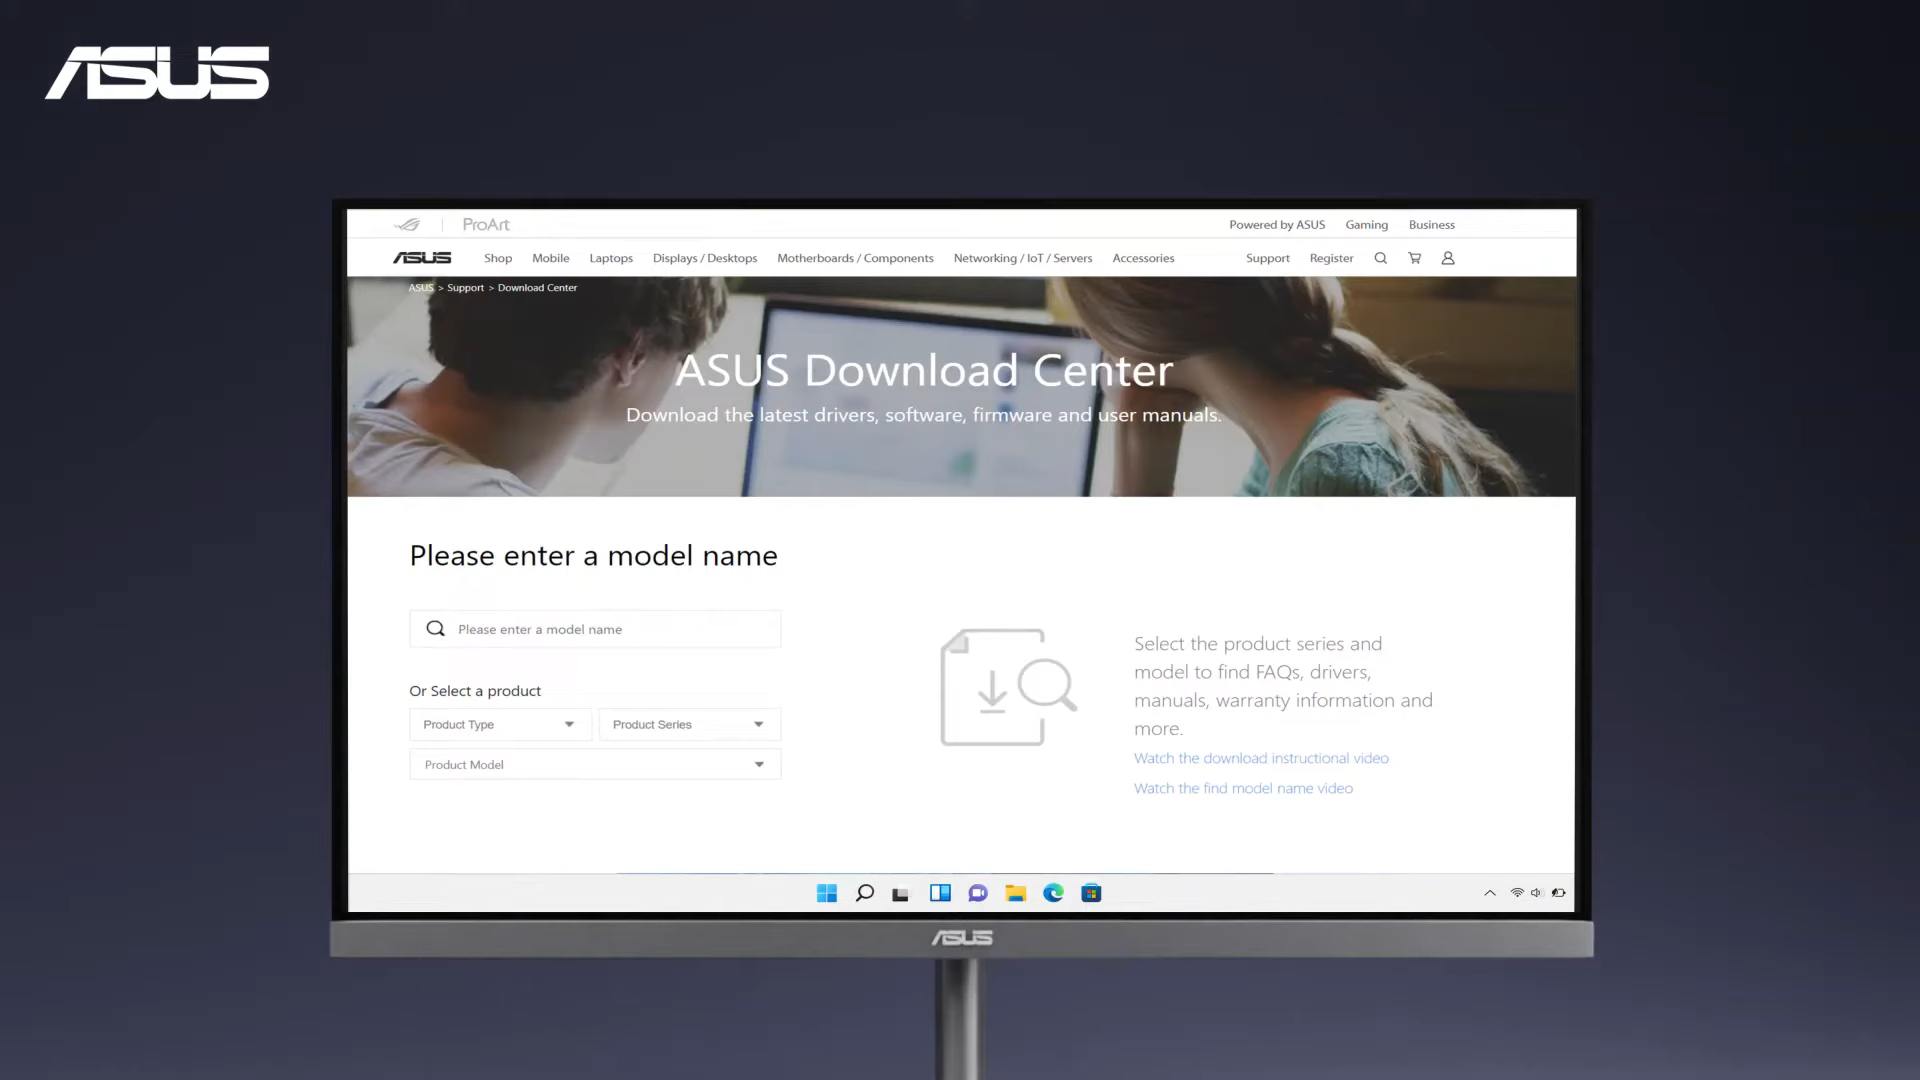 ASUS
ProArt
Powered by ASUS Gaming Business
ASUS Shop Mobile Laptops Displays / Desktops Motherboards / Components Networking / IoT / Servers Accessories Support Register
ASUS > Support > Download Center
ASUS Download Center
Download the latest drivers, software, firmware and user manuals.
Please enter a model name
Please enter a model name
Or Select a product
Product Type Product Series
Product Model
Select the product series and
model to find FAQs, drivers,
manuals, warranty information and
more.
Watch the download instructional video
Watch the find model name video
ASUS